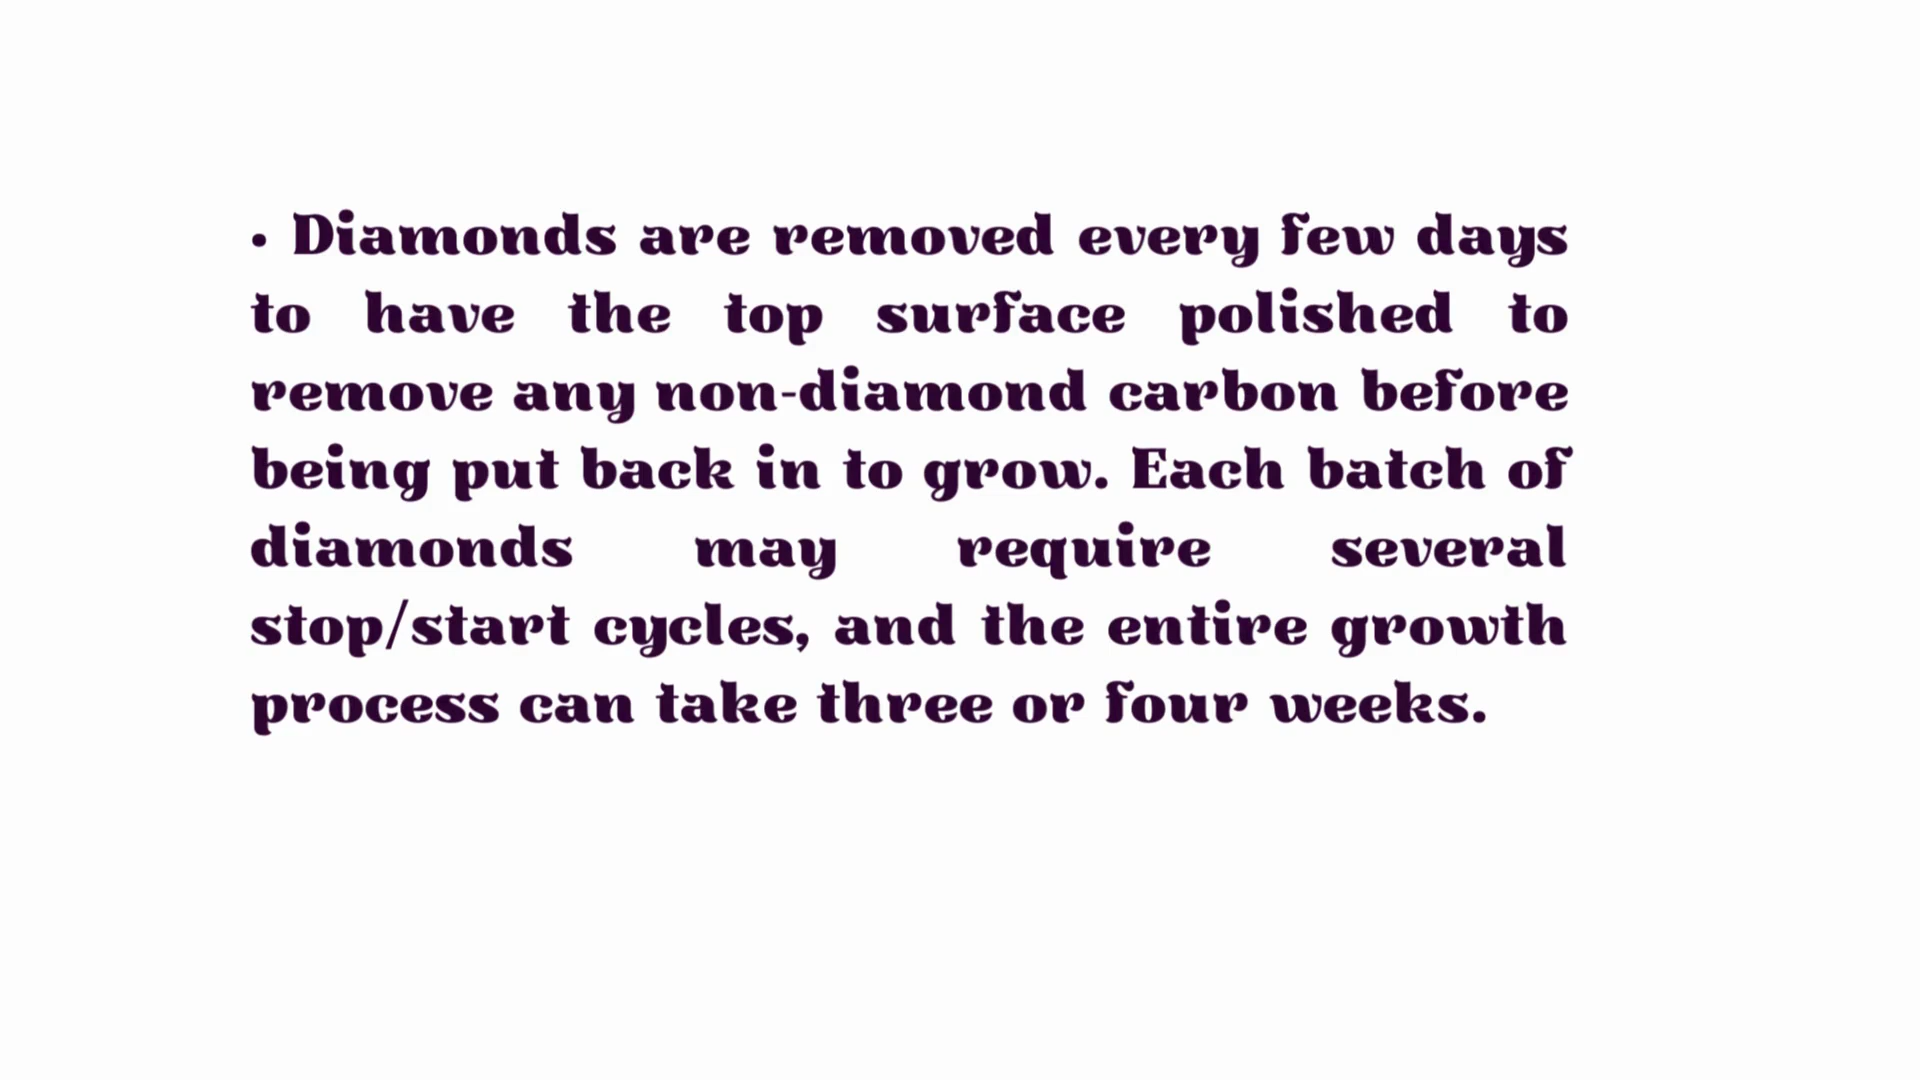 • Diamonds are removed every few days
to have the top surface polished to
remove any non-diamond carbon before
being put back in to grow. Each batch of
diamonds may require several
stop/start cycles, and the entire growth
process can take three or four weeks.